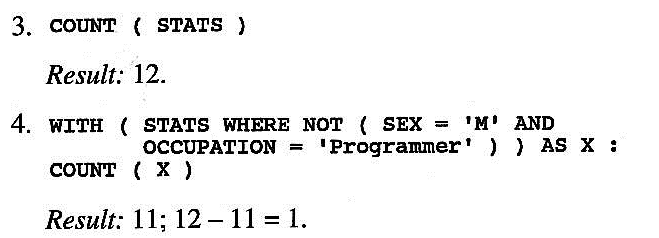 3. COUNT ( STATS )
Result: 12.
4. WITH ( STATS WHERE NOT ( SEX = 'M' AND
OCCUPATION = 'Programmer' ) ) AS X :
COUNT ( X )
Result: 11; 12 – 11 = 1.